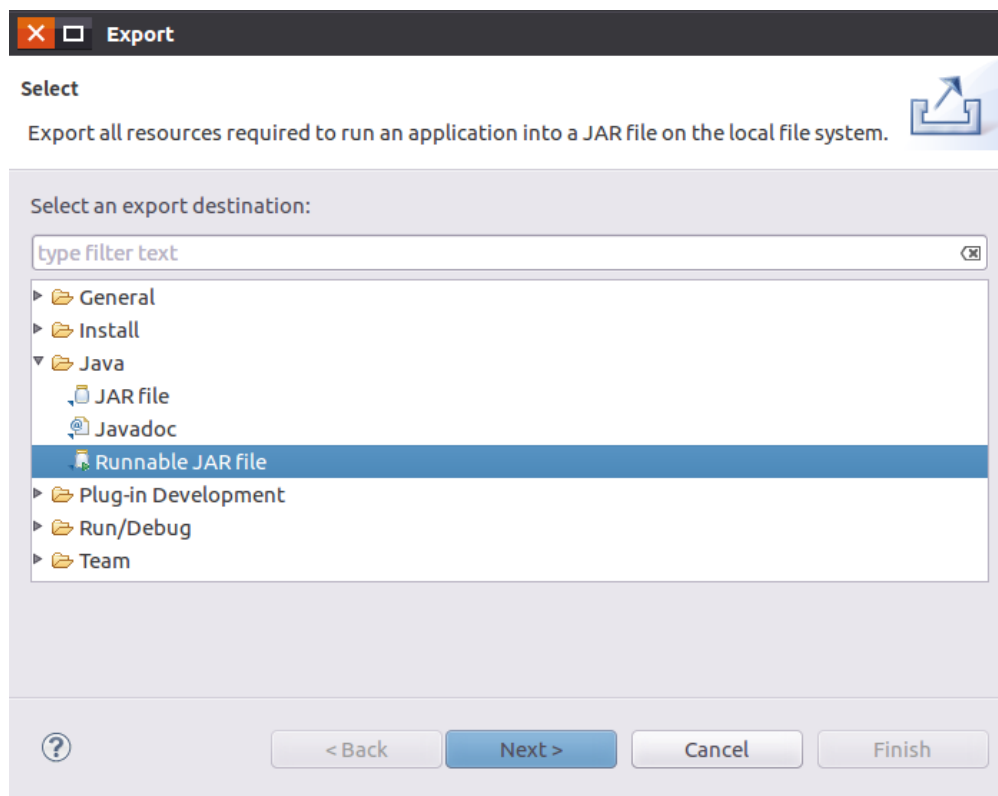 Export
Select
Export all resources required to run an application into a JAR file on the local file system.
Select an export destination:
type filter text
General
Install
Java
JAR file
Javadoc
Runnable JAR file
Plug-in Development
Run/Debug
Team
? < Back Next > Cancel Finish